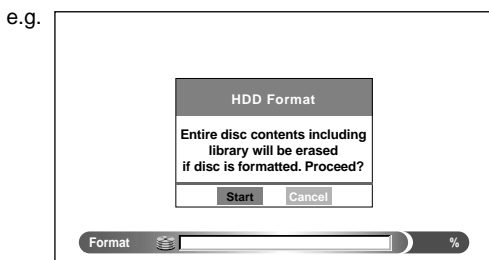 e.g.
HDD Format
Entire disc contents including
library will be erased
if disc is formatted. Proceed?
Start Cancel
Format %